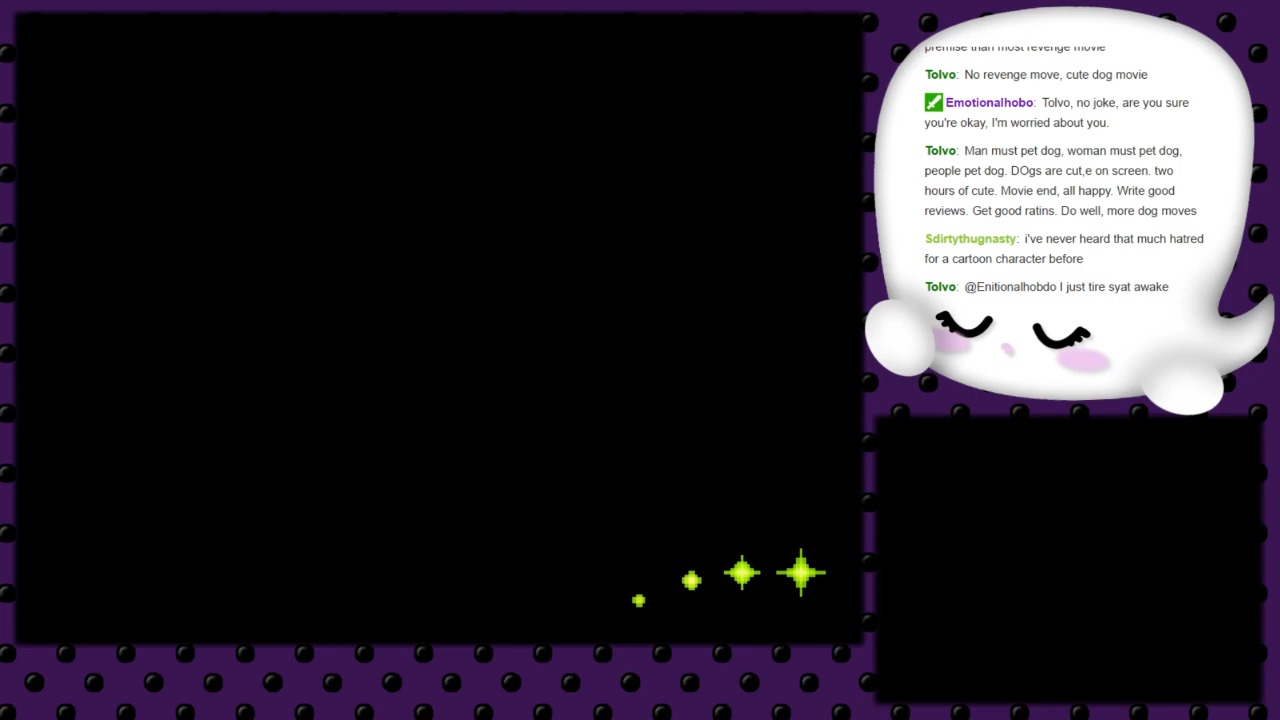 premise than most revenge movie
Tolvo: No revenge move, cute dog movie
Emotionalhobo: Tolvo, no joke, are you sure
you're okay, I'm worried about you.
Tolvo: Man must pet dog, woman must pet dog,
people pet dog. DOgs are cut,e on screen. two
hours of cute. Movie end, all happy. Write good
reviews. Get good ratins. Do well, more dog moves
Sdirtythugnasty: i've never heard that much hatred
for a cartoon character before
Tolvo: @Enitionalhobdo I just tire syat awake